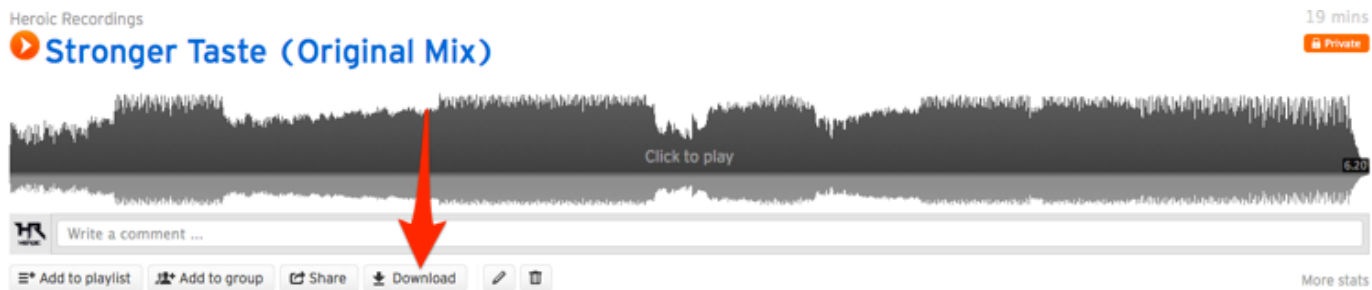 Heroic Recordings
19 mins
Stronger Taste (Original Mix)
Private
Click to play
6.20
HR
HEROIC
Write a comment ...
Add to playlist Add to group Share Download
More stats